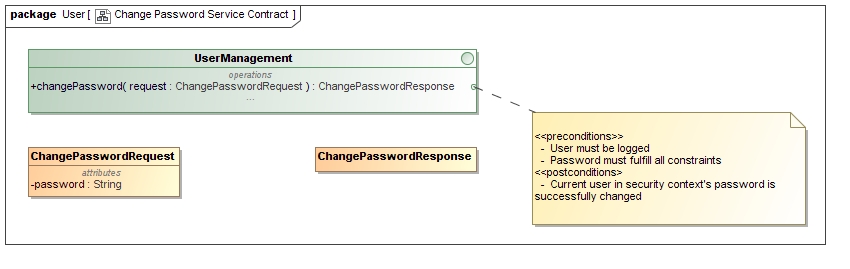 package User [ Change Password Service Contract ]
UserManagement
operations
+changePassword( request : ChangePasswordRequest ) : ChangePasswordResponse
...
ChangePasswordRequest
attributes
-password : String
ChangePasswordResponse
<<preconditions>>
- User must be logged
- Password must fulfill all constraints
<<postconditions>
- Current user in security context's password is
successfully changed